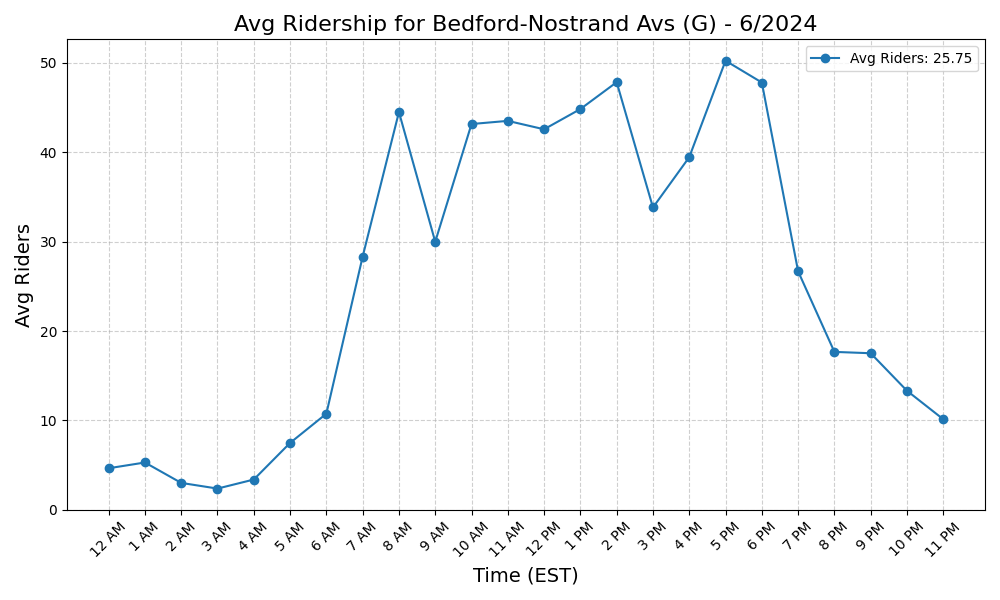 Avg Ridership for Bedford-Nostrand Avs (G) - 6/2024
Avg Riders: 25.75
Avg Riders
50
40
30
20
10
0
12 AM
1 AM
2 AM
3 AM
4 AM
5 AM
6 AM
7 AM
8 AM
9 AM
10 AM
11 AM
12 PM
1 PM
2 PM
3 PM
4 PM
5 PM
6 PM
7 PM
8 PM
9 PM
10 PM
11 PM
Time (EST)